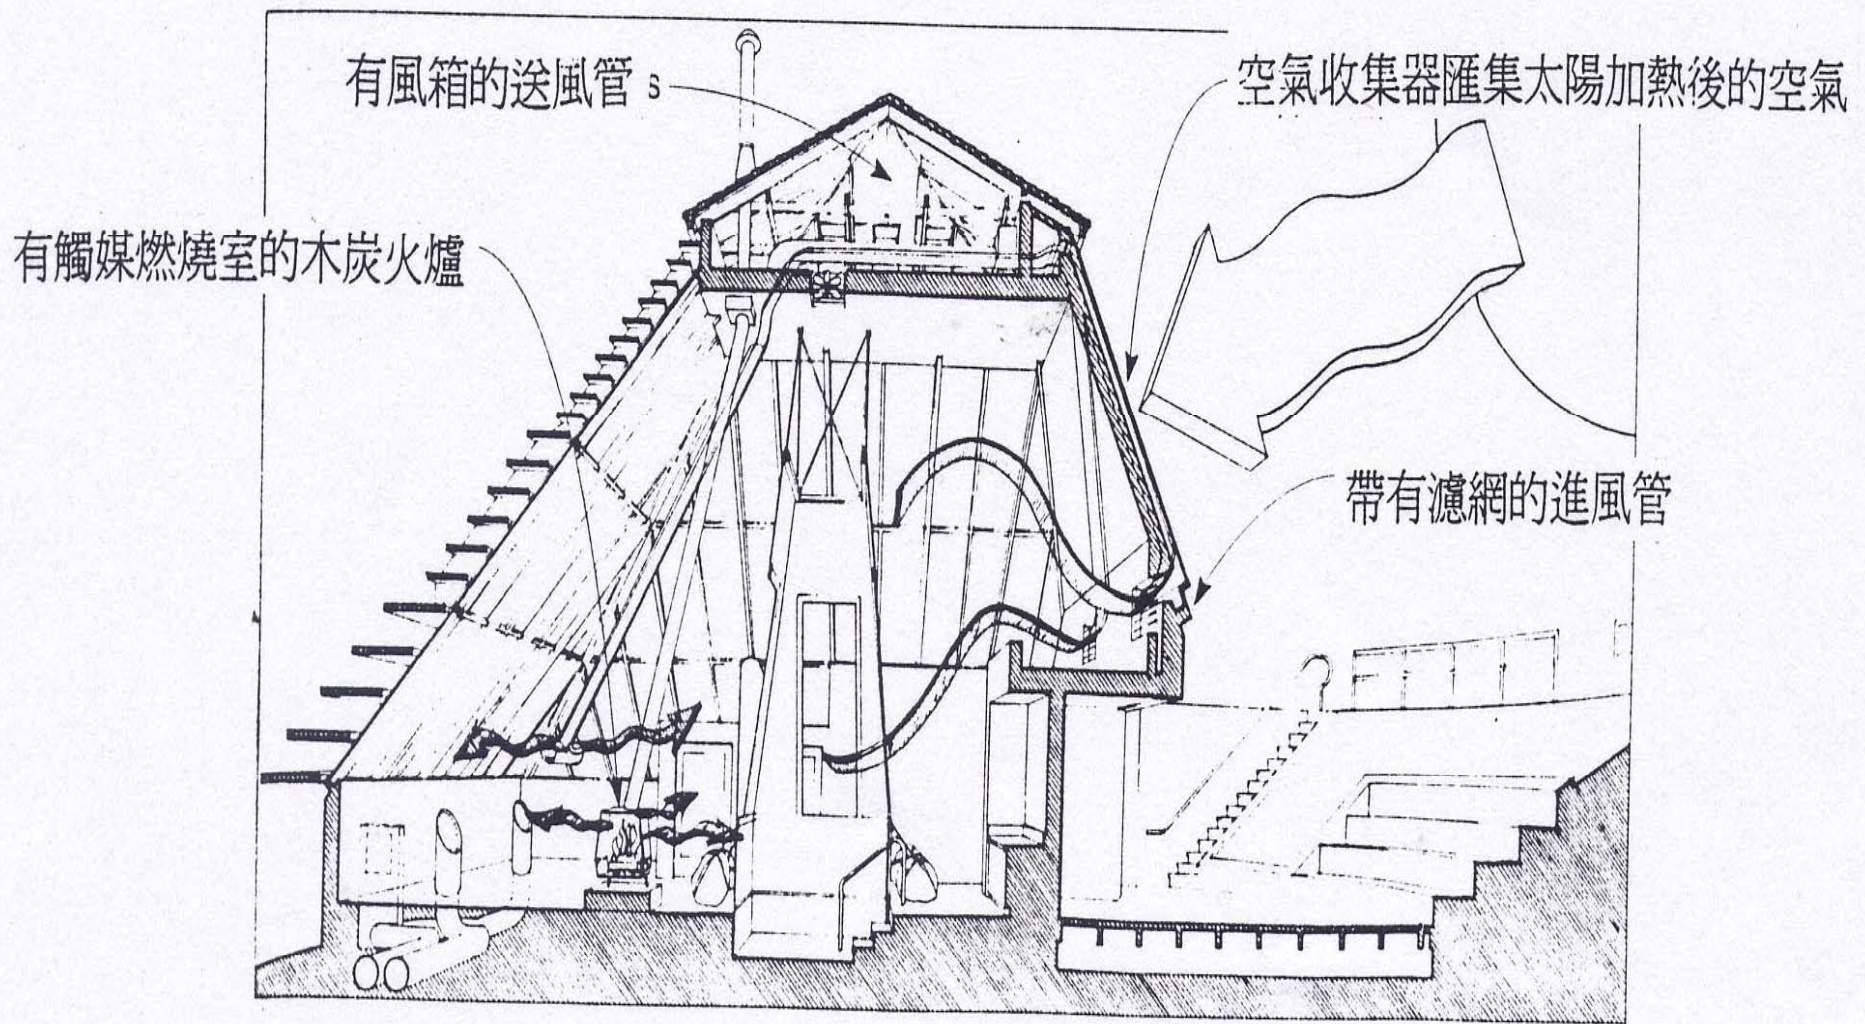 有風箱的送風管 s
空氣收集器匯集太陽加熱後的空氣
有觸媒燃燒室的木炭火爐
帶有濾網的進風管